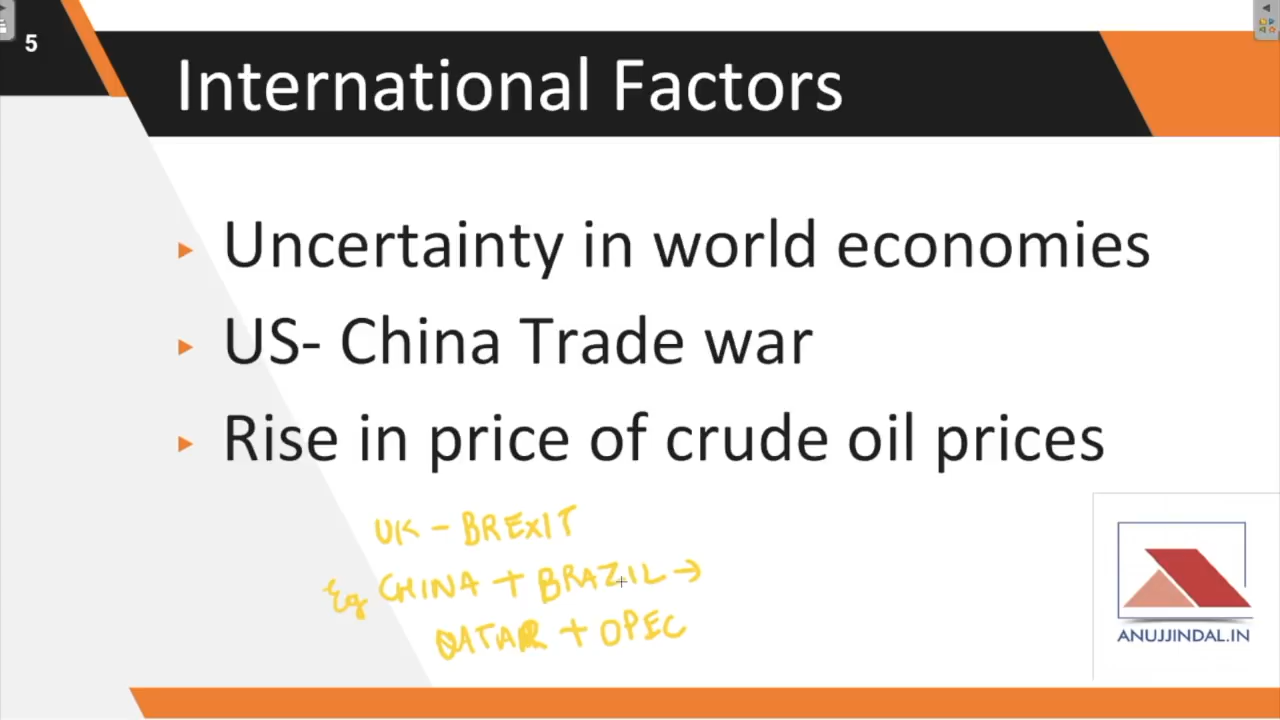 5
International Factors
Uncertainty in world economies
US- China Trade war
Rise in price of crude oil prices
UK - BREXIT
Eg CHINA + BRAZIL →
QATAR + OPEC
ANUJJINDAL.IN